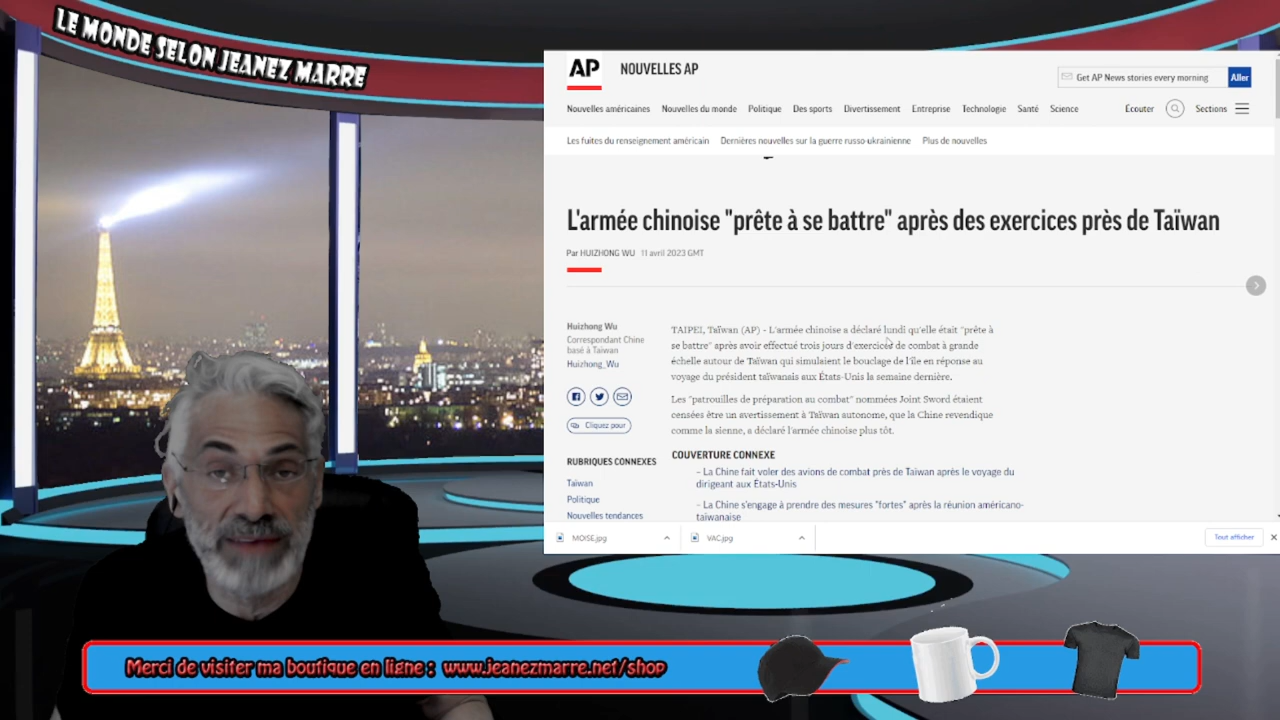 LE MONDE SELON JEANEZ MARRE
AP
NOUVELLES AP
Get AP News stories every morning
Aller
Nouvelles américaines Nouvelles du monde Politique Des sports Divertissement Entreprise Technologie Santé Science Écouter Sections
Les fuites du renseignement américain Dernières nouvelles sur la guerre russo-ukrainienne Plus de nouvelles
L'armée chinoise "prête à se battre" après des exercices près de Taïwan
Par HUIZHONG WU 11 avril 2023 GMT
Huizhong Wu
Correspondant Chine
basé à Taïwan
Huizhong_Wu
Cliquez pour
RUBRIQUES CONNEXES
Taïwan
Politique
Nouvelles tendances
TAIPEI, Taïwan (AP) - L'armée chinoise a déclaré lundi qu'elle était "prête à
se battre" après avoir effectué trois jours d'exercices de combat à grande
échelle autour de Taïwan qui simulaient le bouclage de l'île en réponse au
voyage du président taïwanais aux États-Unis la semaine dernière.
Les "patrouilles de préparation au combat" nommées Joint Sword étaient
censées être un avertissement à Taïwan autonome, que la Chine revendique
comme la sienne, a déclaré l'armée chinoise plus tôt.
COUVERTURE CONNEXE
– La Chine fait voler des avions de combat près de Taïwan après le voyage du
dirigeant aux États-Unis
– La Chine s'engage à prendre des mesures "fortes" après la réunion américano-
taïwanaise
MOISE.jpg
VAC.jpg
Tout afficher
Merci de visiter ma boutique en ligne : www.jeanezmarre.net/shop